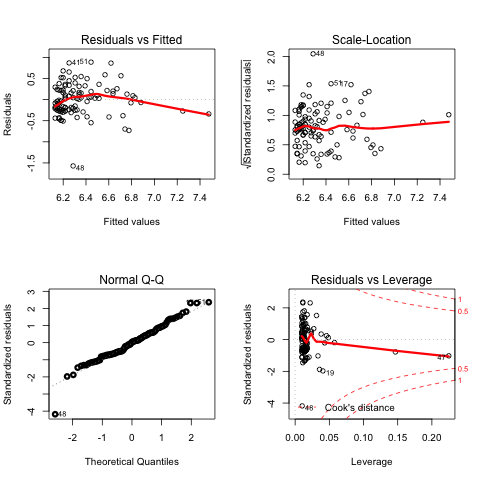 Residuals vs Fitted
Residuals
0.5
-0.5
-1.5
41
51
48
6.2 6.4 6.6 6.8 7.0 7.2 7.4
Fitted values
Scale-Location
√|Standardized residuals|
2.0
1.5
1.0
0.5
0.0
48
51
17
6.2 6.4 6.6 6.8 7.0 7.2 7.4
Fitted values
Normal Q-Q
Standardized residuals
3
2
0
-2
-4
48
-2 -1 0 1 2
Theoretical Quantiles
Residuals vs Leverage
Standardized residuals
2
0
-2
-4
1
0.5
0.5
1
47
19
48
Cook's distance
0.00 0.05 0.10 0.15 0.20
Leverage